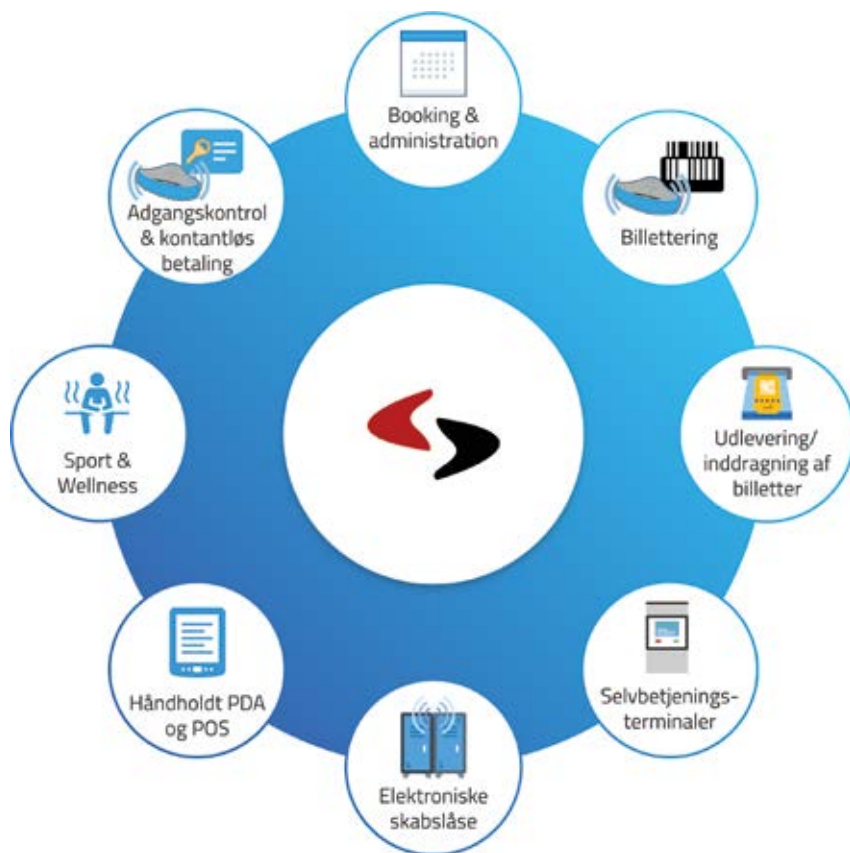 Booking &
administration
Billettering
Udlevering/
inddragning af
billetter
Selvbetjenings-
terminaler
Elektroniske
skabslåse
Håndholdt PDA
og POS
Sport &
Wellness
Adgangskontrol
& kontantløs
betaling